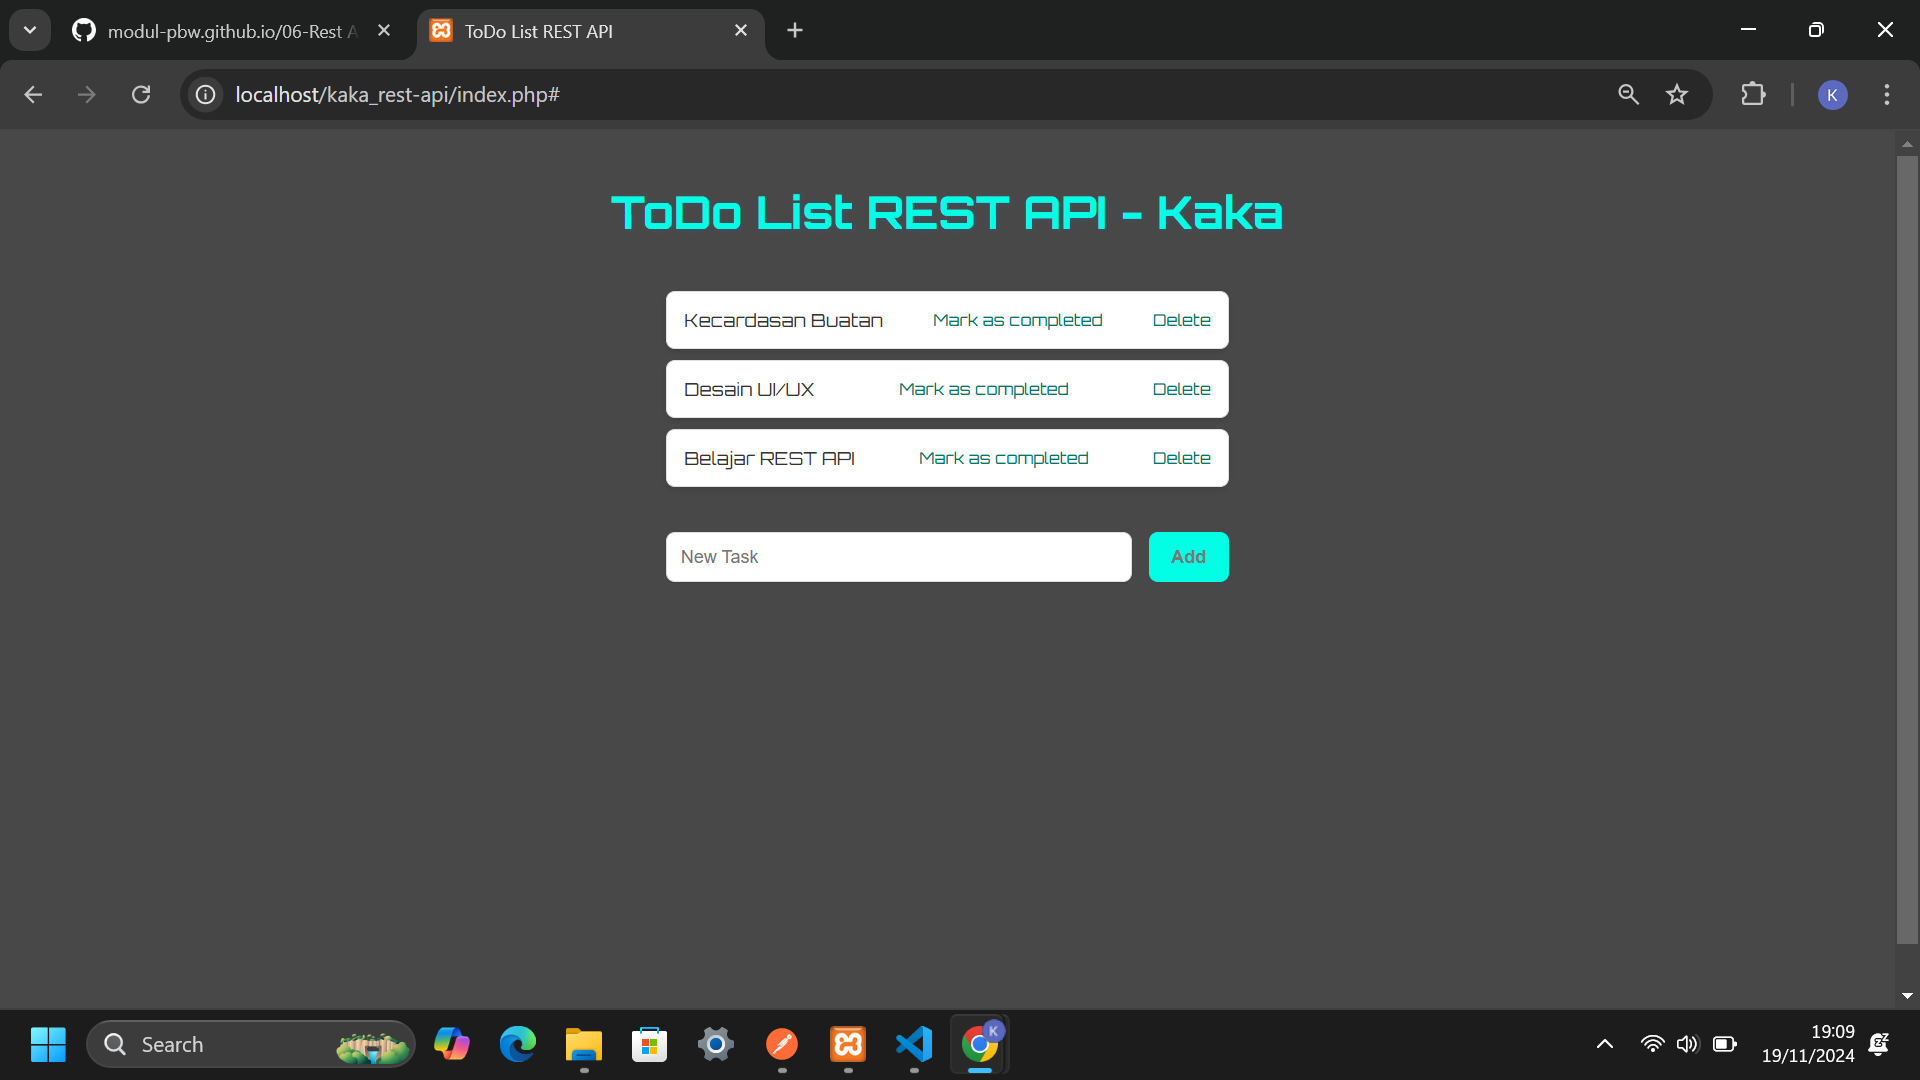 modul-pbw.github.io/06-Rest A
ToDo List REST API
localhost/kaka_rest-api/index.php#
K
ToDo List REST API - Kaka
Kecardasan Buatan Mark as completed Delete
Desain UI/UX Mark as completed Delete
Belajar REST API Mark as completed Delete
New Task Add
Search
K
19:09
19/11/2024